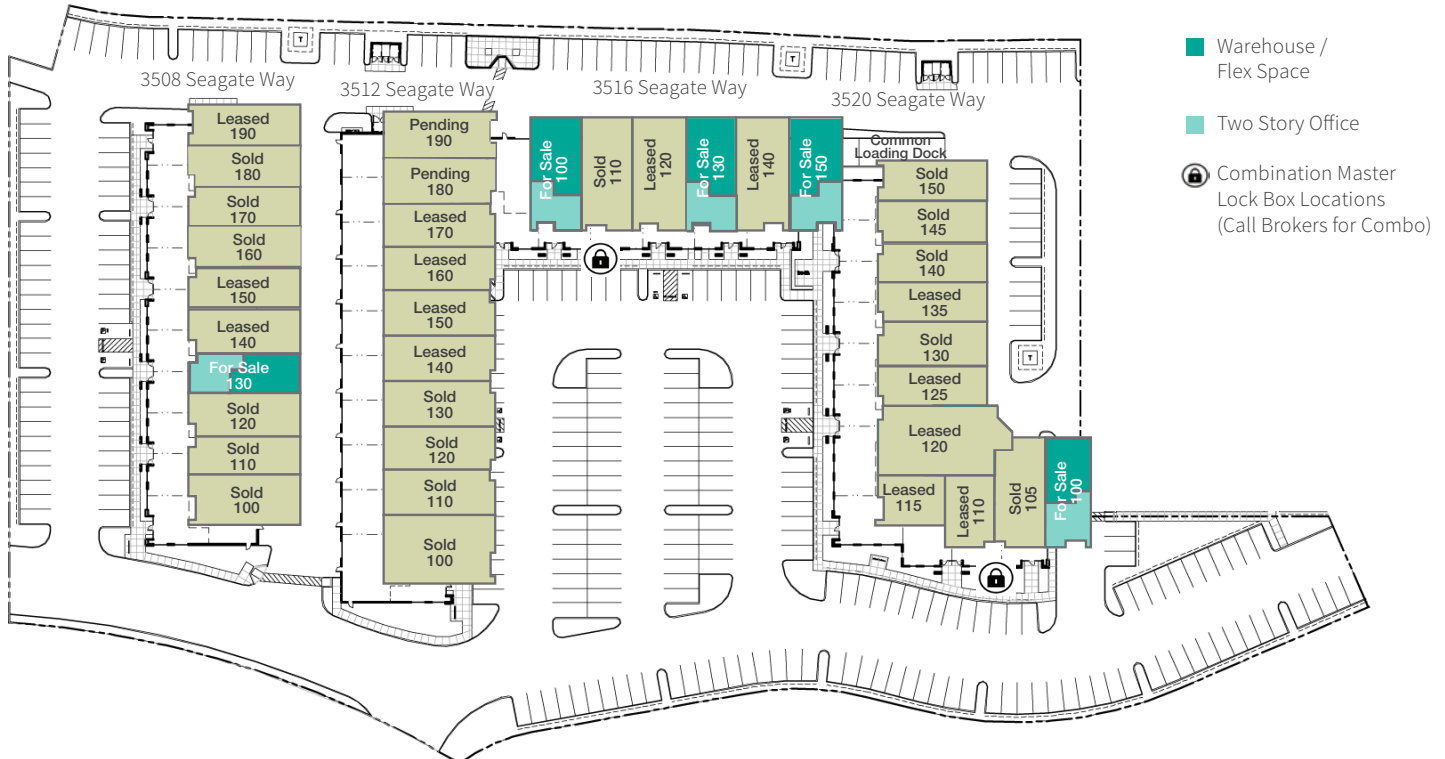 3508 Seagate Way
3512 Seagate Way
3516 Seagate Way
3520 Seagate Way
T
T
Leased
190
Sold
180
Sold
170
Sold
160
Leased
150
Leased
140
For Sale
130
Sold
120
Sold
110
Sold
100
Pending
190
Pending
180
Leased
170
Leased
160
Leased
150
Leased
140
Sold
130
Sold
120
Sold
110
Sold
100
For Sale
100
Sold
110
Leased
120
For Sale
130
Leased
140
For Sale
150
Common
Loading Dock
Sold
150
Sold
145
Sold
140
Leased
135
Sold
130
Leased
125
Leased
120
Leased
115
Leased
110
Sold
105
For Sale
100
T
Warehouse /
Flex Space
Two Story Office
Combination Master
Lock Box Locations
(Call Brokers for Combo)